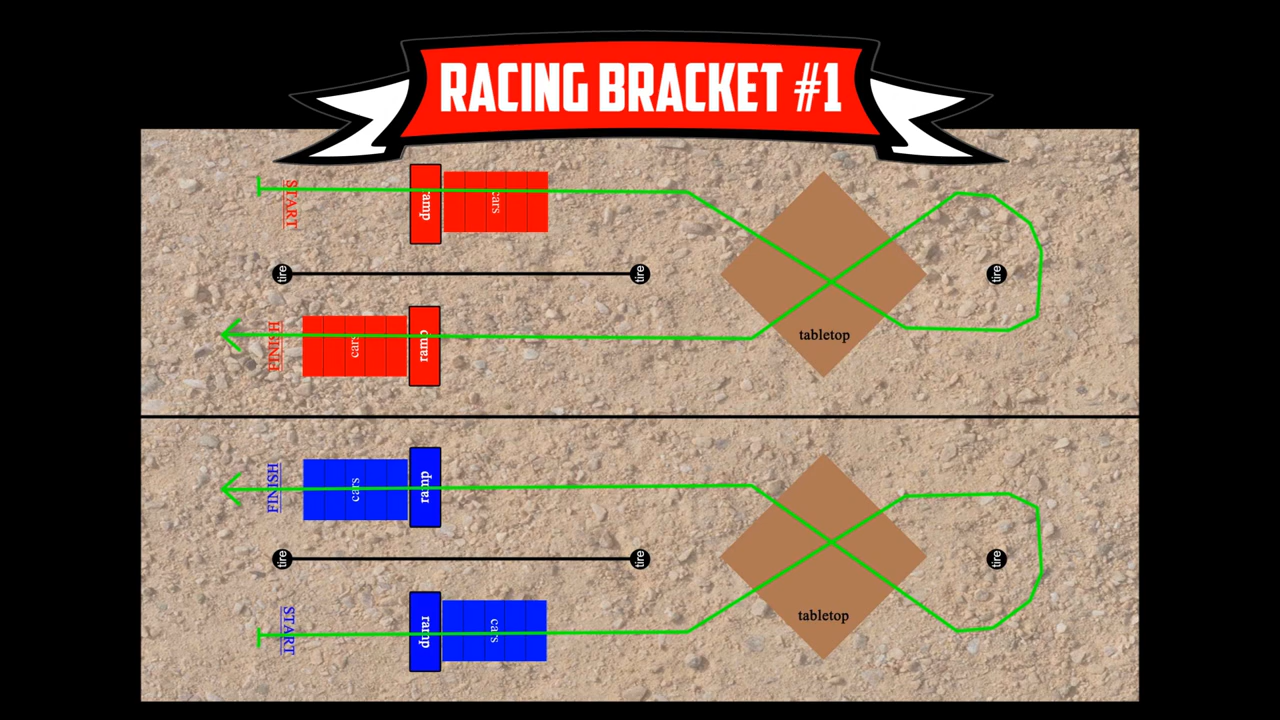 RACING BRACKET #1
START
ramp
cars
tire
tire
tire
FINISH
cars
ramp
tabletop
FINISH
cars
ramp
tire
tire
tire
START
ramp
cars
tabletop